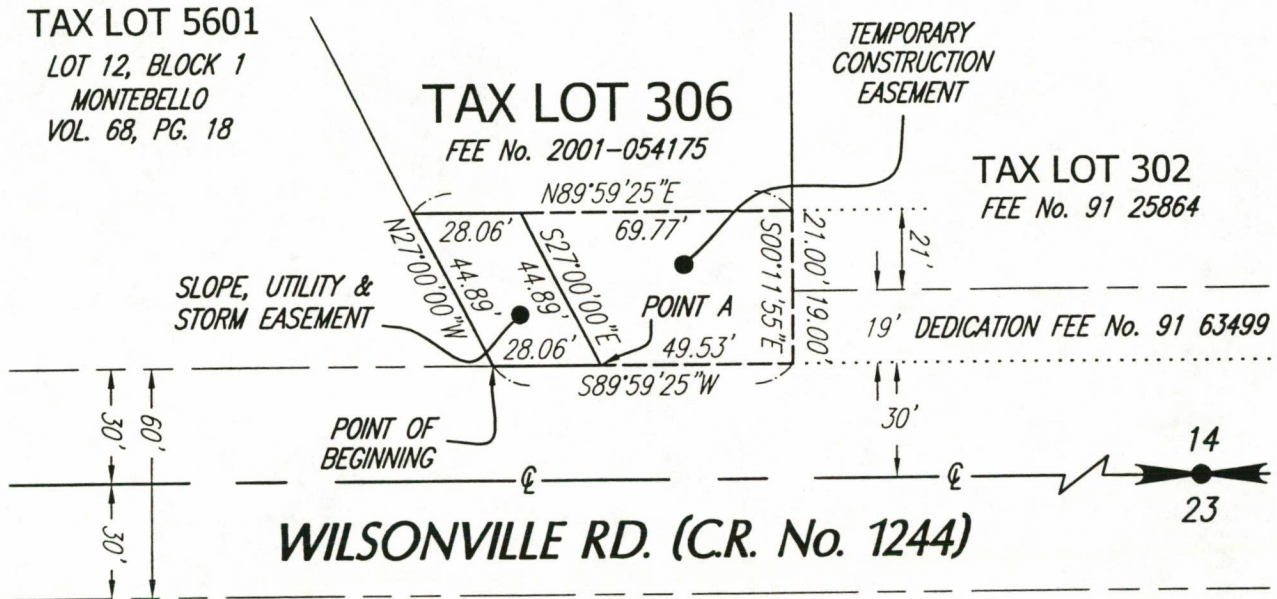 TAX LOT 5601
LOT 12, BLOCK 1
MONTEBELLO
VOL. 68, PG. 18
TAX LOT 306
FEE No. 2001-054175
TEMPORARY
CONSTRUCTION
EASEMENT
TAX LOT 302
FEE No. 91 25864
N89°59'25"E
28.06'
69.77'
N27°00'00"W
44.89'
S27°00'00"E
44.89'
S00°11'55"E
21.00'
19.00'
21'
SLOPE, UTILITY &
STORM EASEMENT
POINT A
28.06'
49.53'
S89°59'25"W
19' DEDICATION FEE No. 91 63499
POINT OF
BEGINNING
30'
60'
30'
30'
℄
℄
14
23
WILSONVILLE RD. (C.R. No. 1244)